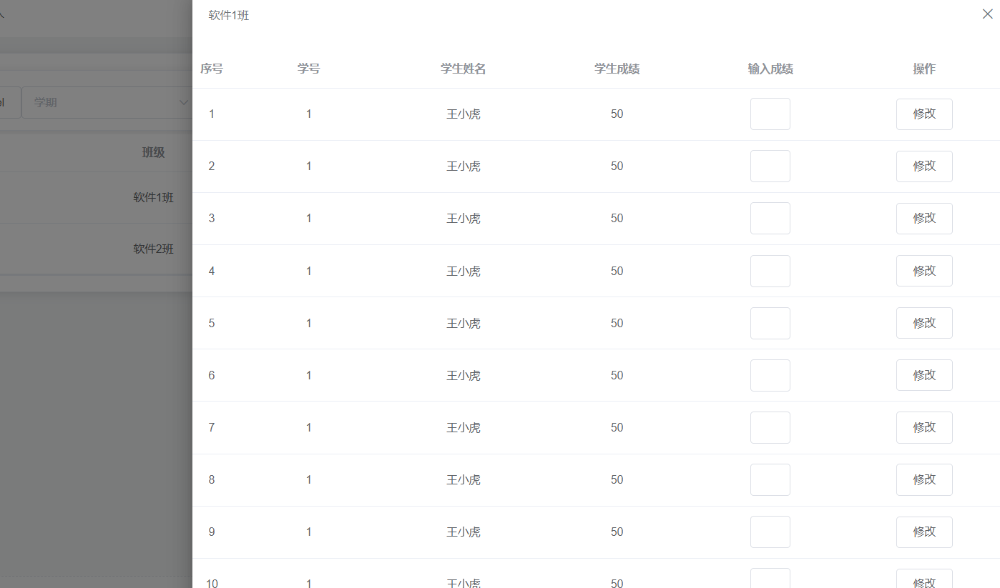 软件1班
序号 学号 学生姓名 学生成绩 输入成绩 操作
1 1 王小虎 50 修改
2 1 王小虎 50 修改
3 1 王小虎 50 修改
4 1 王小虎 50 修改
5 1 王小虎 50 修改
6 1 王小虎 50 修改
7 1 王小虎 50 修改
8 1 王小虎 50 修改
9 1 王小虎 50 修改
10 1 王小虎 50 修改
el
学期
班级
软件1班
软件2班